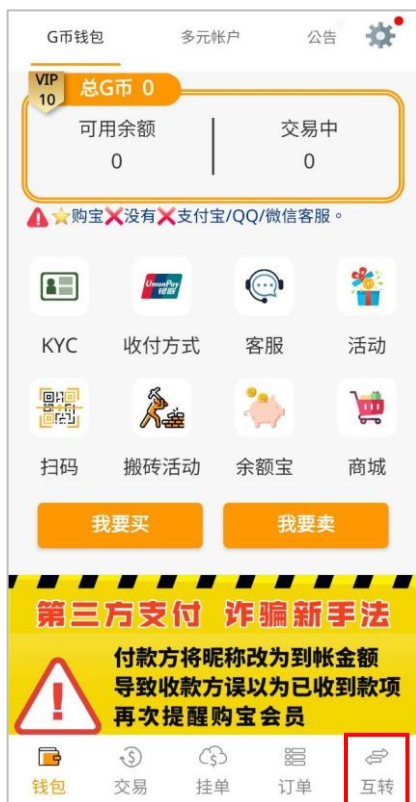 G币钱包 多元帐户 公告
VIP
10
总G币 0
可用余额 交易中
0 0
购宝❌没有❌支付宝/QQ/微信客服。
UnionPay
银联
KYC 收付方式 客服 活动
扫码 搬砖活动 余额宝 商城
我要买 我要卖
第三方支付 诈骗新手法
付款方将昵称改为到帐金额
导致收款方误以为已收到款项
再次提醒购宝会员
钱包 交易 挂单 订单 互转